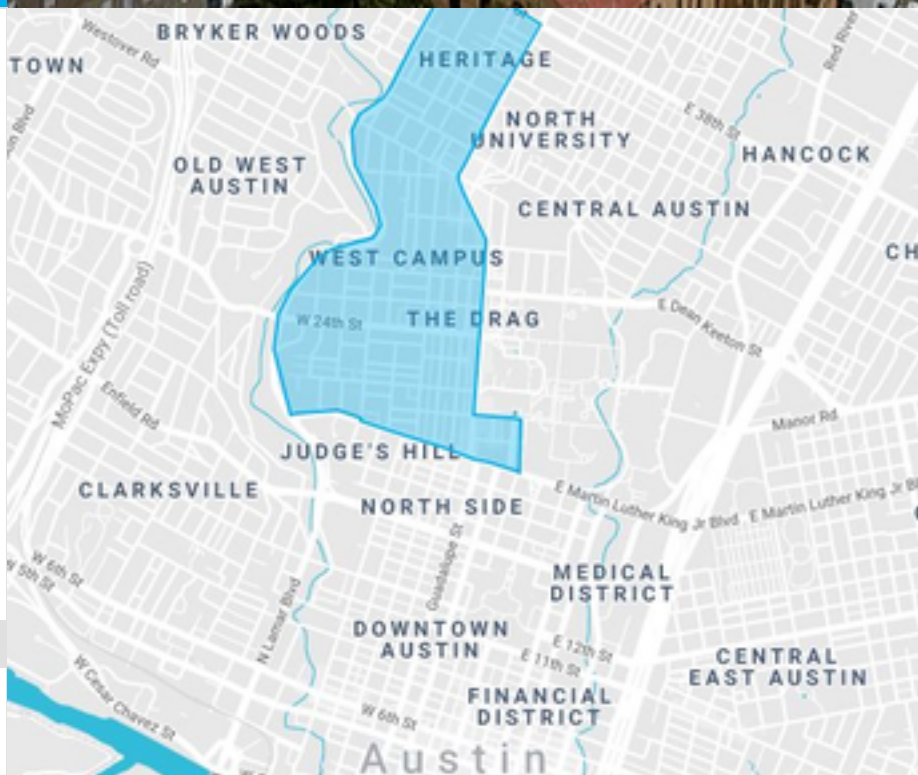 BRYKER WOODS
Westover Rd
TOWN
HERITAGE
Red River
E 38th St
NORTH
UNIVERSITY
HANCOCK
OLD WEST
AUSTIN
CENTRAL AUSTIN
WEST CAMPUS
CH
MoPac Expy (Toll road)
W 24th St
THE DRAG
E Dean Keeton St
Enfield Rd
Manor Rd
JUDGE'S HILL
CLARKSVILLE
NORTH SIDE
E Martin Luther King Jr Blvd
E Martin Luther King Jr Bl
Guadalupe St
W 6th St
W 5th St
MEDICAL
DISTRICT
N Lamar Blvd
DOWNTOWN
AUSTIN
E 12th St
E 11th St
CENTRAL
EAST AUSTIN
W Cesar Chavez St
FINANCIAL
DISTRICT
W 6th St
Austin